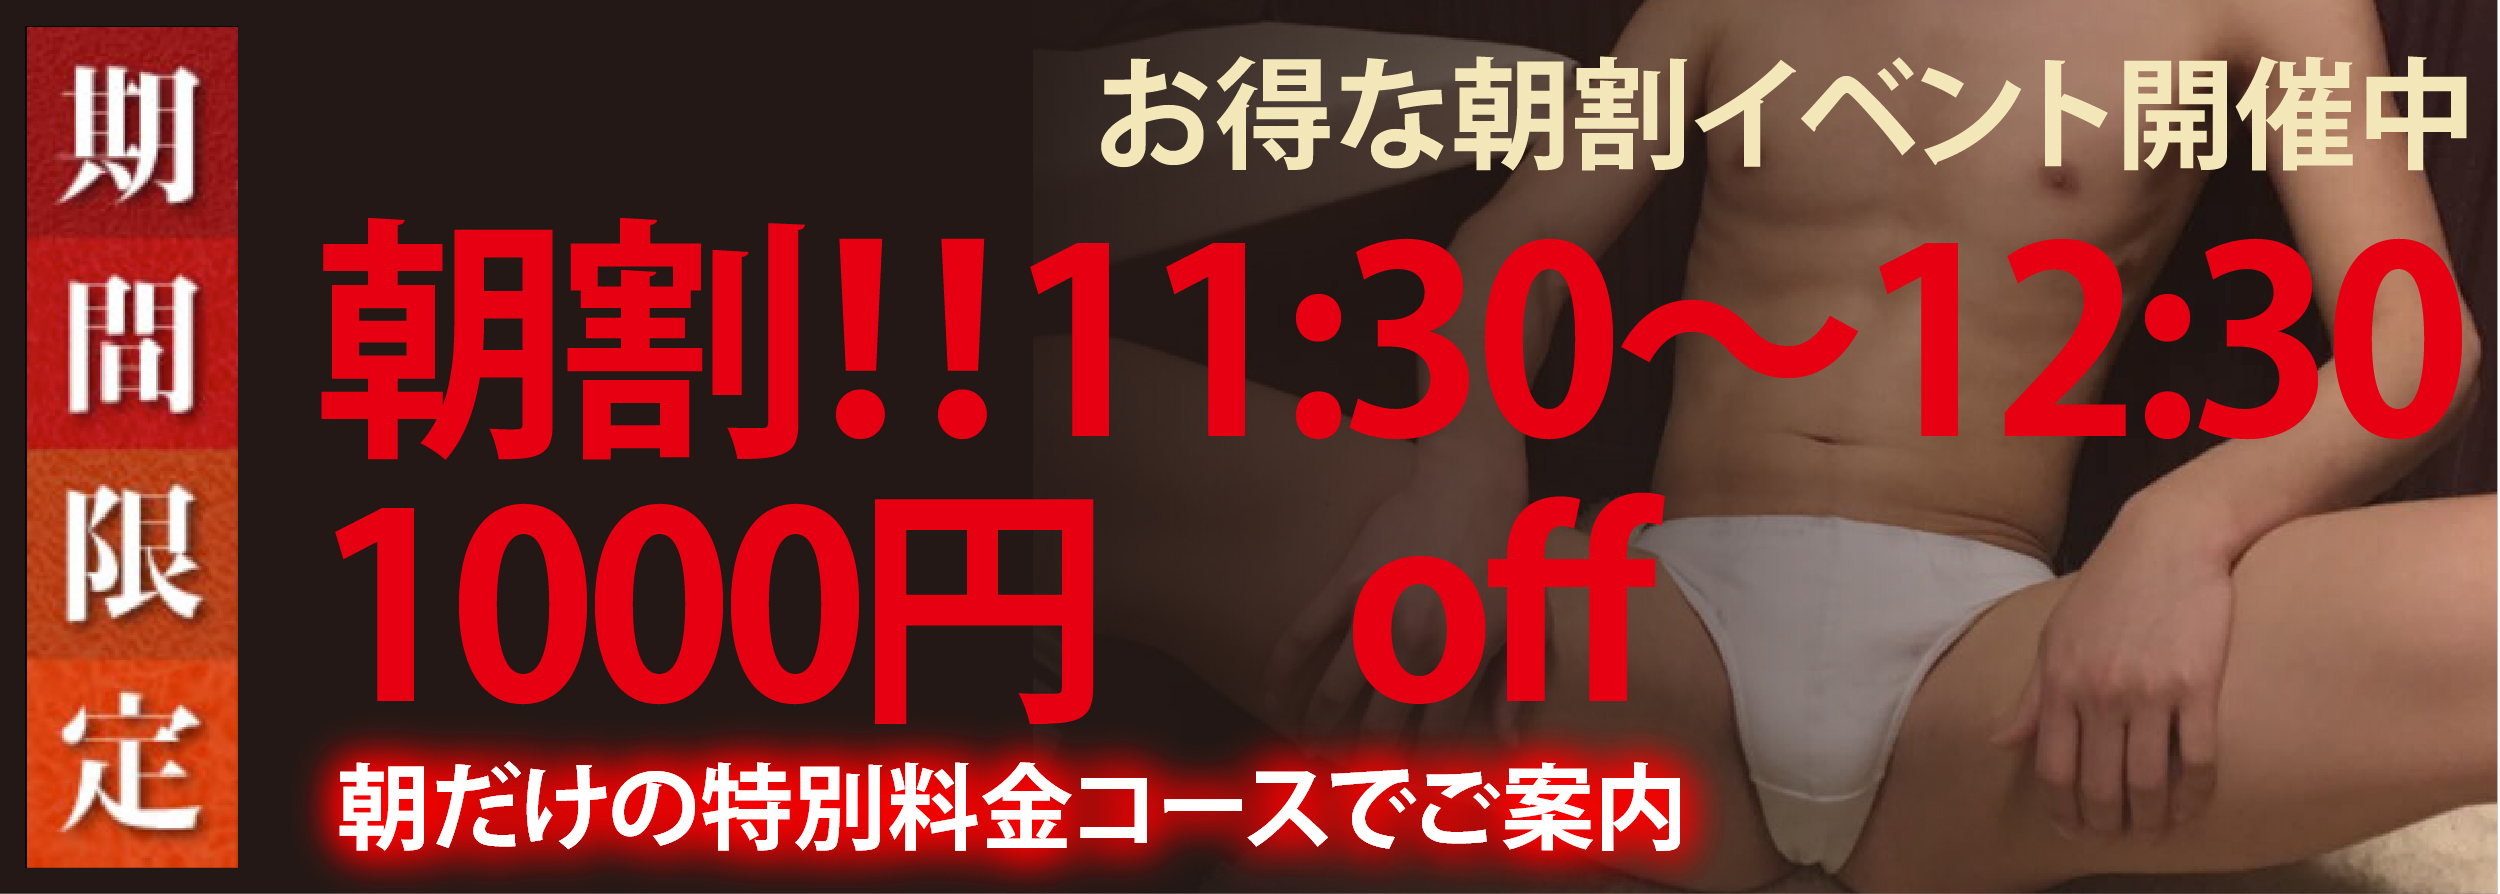 期間限定
お得な朝割イベント開催中
朝割!!11:30～12:30
1000円 off
朝だけの特別料金コースでご案内